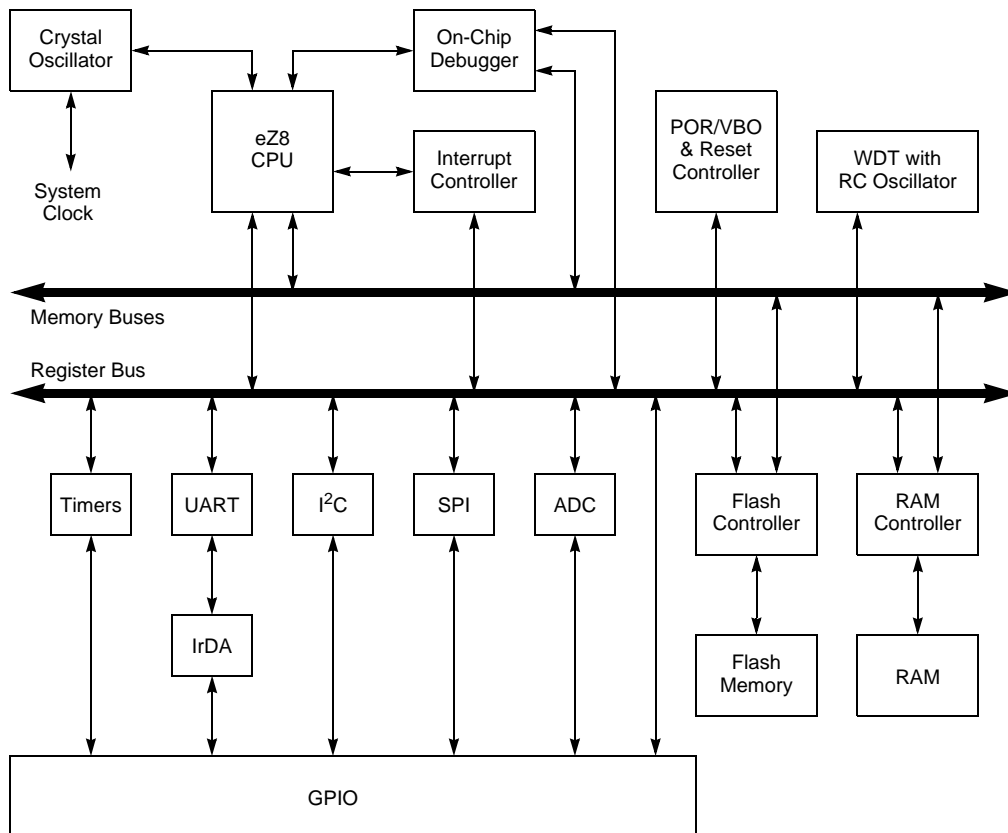 Crystal
Oscillator
On-Chip
Debugger
eZ8
CPU
Interrupt
Controller
POR/VBO
& Reset
Controller
WDT with
RC Oscillator
System
Clock
Memory Buses
Register Bus
Timers
UART
I²C
SPI
ADC
Flash
Controller
RAM
Controller
IrDA
Flash
Memory
RAM
GPIO